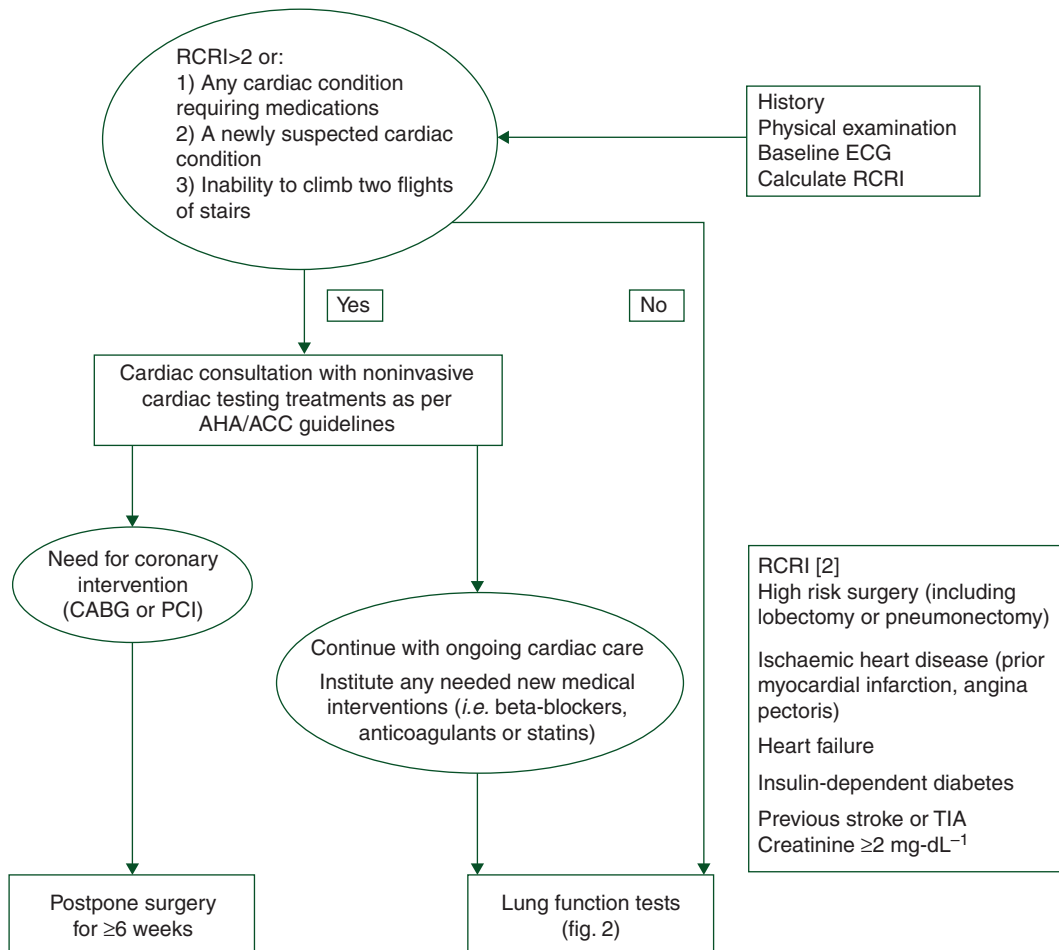 RCRI>2 or:
1) Any cardiac condition
requiring medications
2) A newly suspected cardiac
condition
3) Inability to climb two flights
of stairs
History
Physical examination
Baseline ECG
Calculate RCRI
Yes
No
Cardiac consultation with noninvasive
cardiac testing treatments as per
AHA/ACC guidelines
Need for coronary
intervention
(CABG or PCI)
Continue with ongoing cardiac care
Institute any needed new medical
interventions (i.e. beta-blockers,
anticoagulants or statins)
RCRI [2]
High risk surgery (including
lobectomy or pneumonectomy)
Ischaemic heart disease (prior
myocardial infarction, angina
pectoris)
Heart failure
Insulin-dependent diabetes
Previous stroke or TIA
Creatinine ≥2 mg-dL⁻¹
Postpone surgery
for ≥6 weeks
Lung function tests
(fig. 2)